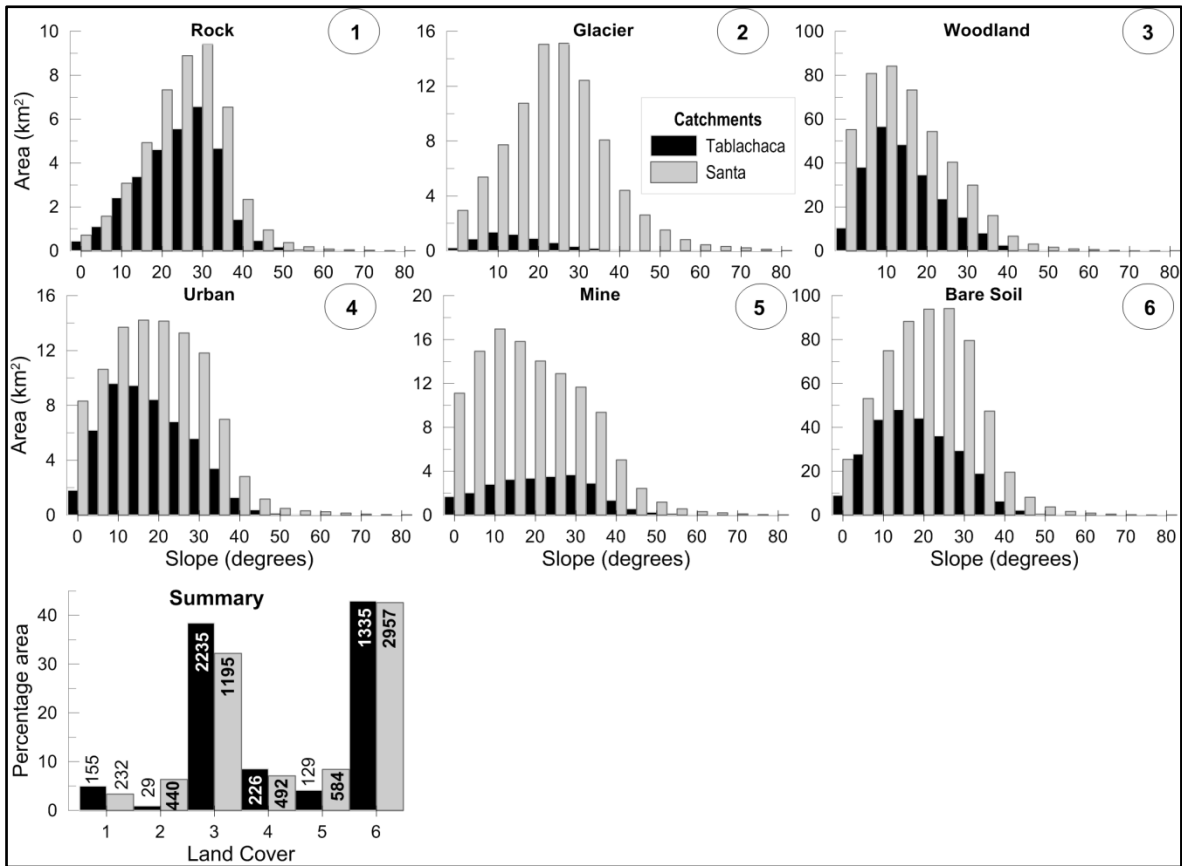 Rock
1
Area (km²)
10
8
6
4
2
0
0 10 20 30 40 50 60 70 80
Glacier
2
16
12
8
4
0
0 10 20 30 40 50 60 70 80
Catchments
Tablachaca
Santa
Woodland
3
100
80
60
40
20
0
0 10 20 30 40 50 60 70 80
Urban
4
Area (km²)
16
12
8
4
0
0 10 20 30 40 50 60 70 80
Slope (degrees)
Mine
5
20
16
12
8
4
0
0 10 20 30 40 50 60 70 80
Slope (degrees)
Bare Soil
6
100
80
60
40
20
0
0 10 20 30 40 50 60 70 80
Slope (degrees)
Summary
Percentage area
40
30
20
10
0
155
232
29
440
2235
1195
226
492
129
584
1335
2957
1 2 3 4 5 6
Land Cover